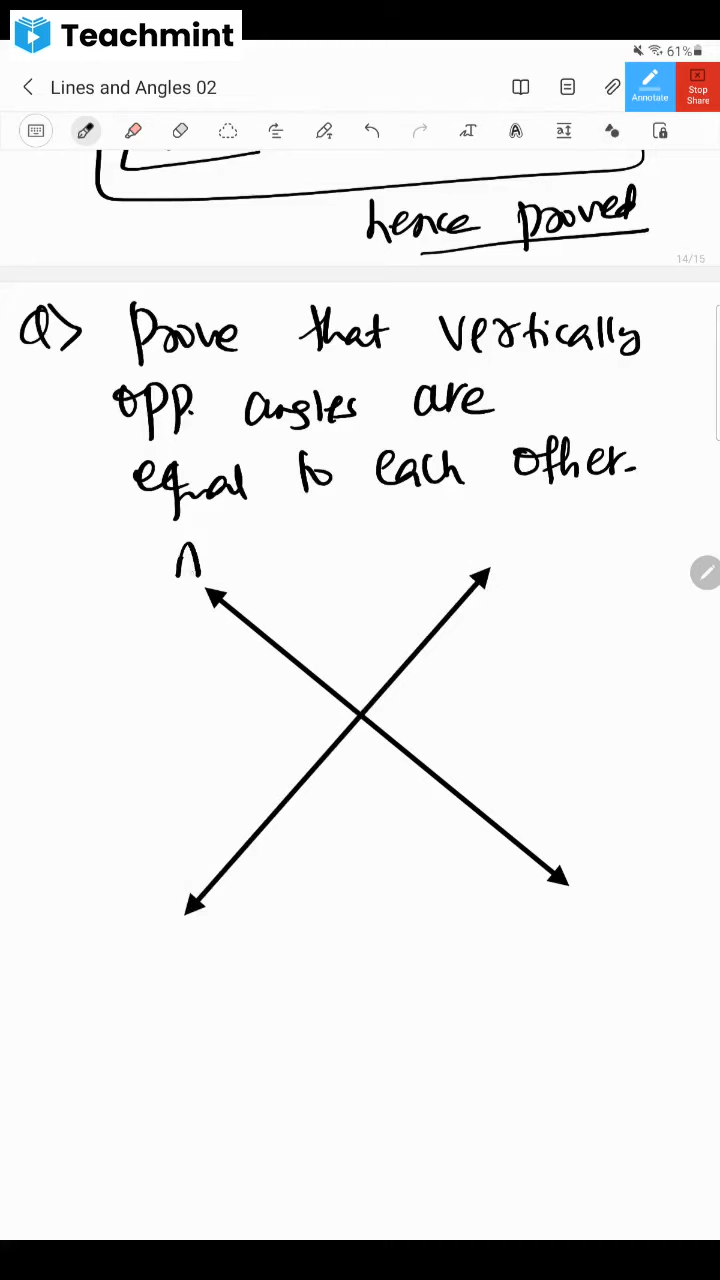 Teachmint
61%
Lines and Angles 02
Annotate
Stop
Share
hence proved
14/15
Q> Prove that vertically
opp. angles are
equal to each other.